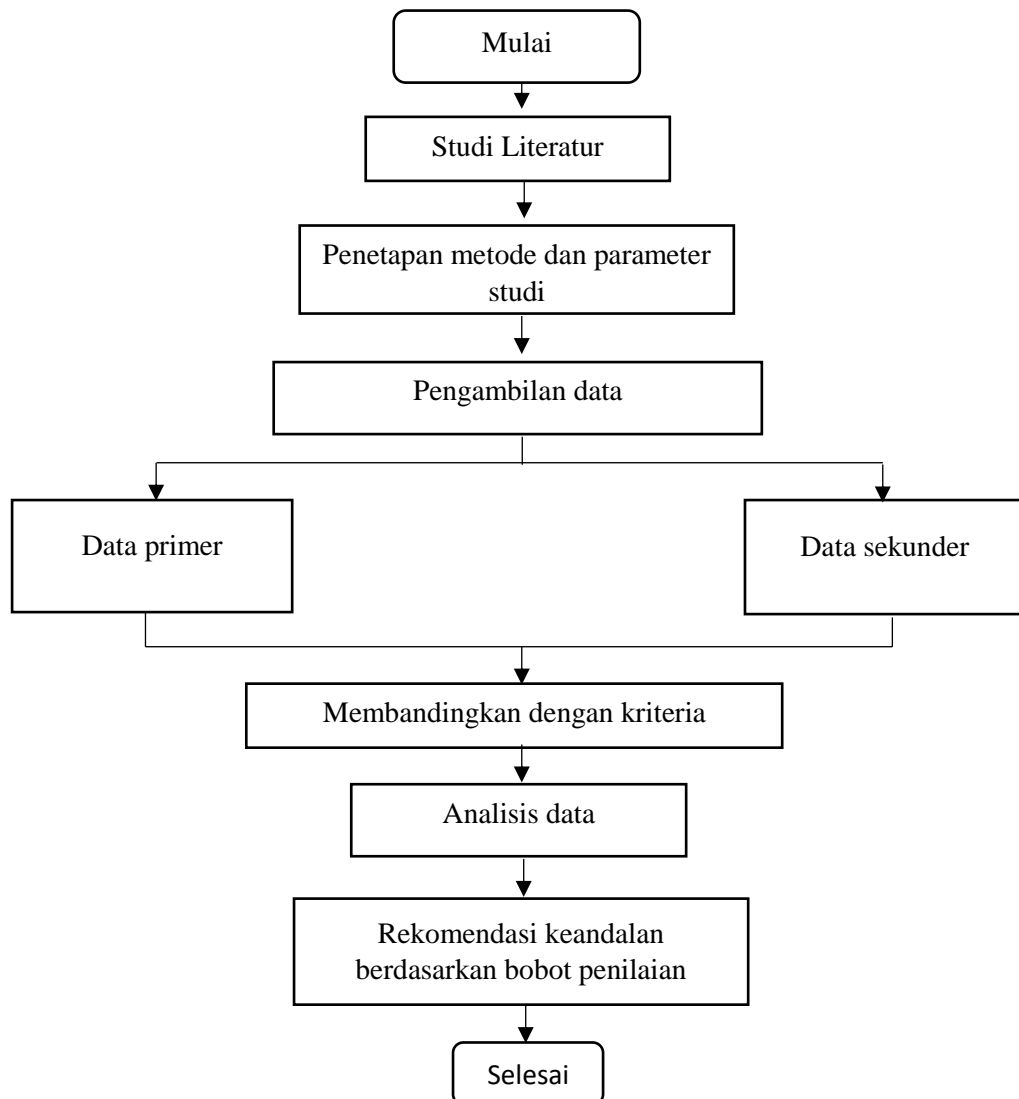 Mulai
Studi Literatur
Penetapan metode dan parameter
studi
Pengambilan data
Data primer
Data sekunder
Membandingkan dengan kriteria
Analisis data
Rekomendasi keandalan
berdasarkan bobot penilaian
Selesai